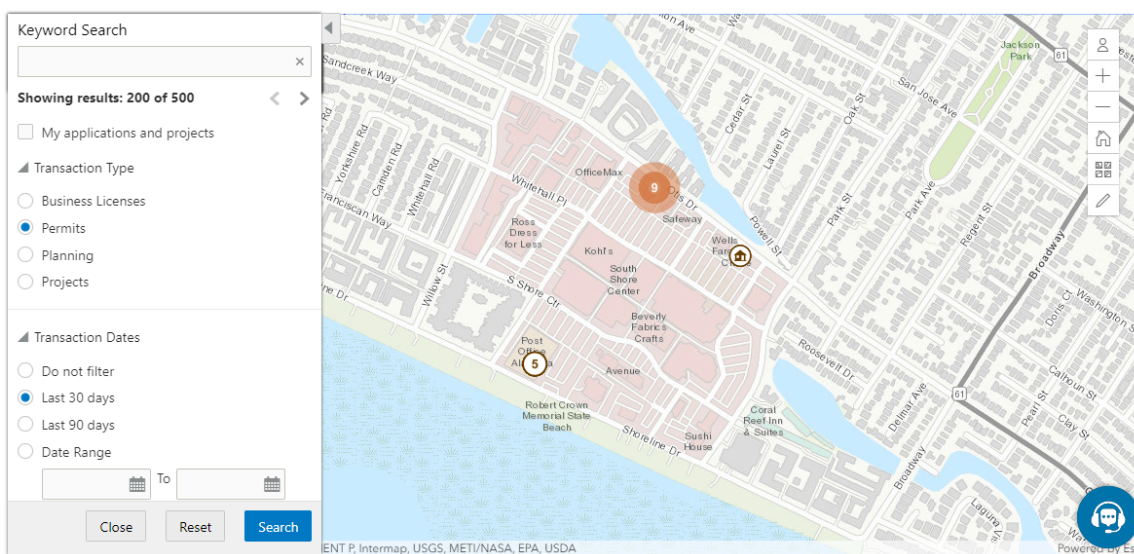 Keyword Search
×
Showing results: 200 of 500
My applications and projects
Transaction Type
Business Licenses
Permits
Planning
Projects
Transaction Dates
Do not filter
Last 30 days
Last 90 days
Date Range
To
Close
Reset
Search
Sandcreek Way
Yorkshire Rd
Camden Rd
Whitehall Rd
Franciscan Way
Whitehall Pl
OfficeMax
9
Otis Dr
Safeway
Ross
Dress
for Less
Kohl's
South
Shore
Center
Wells
Powell St
Willow St
S Shore Ctr
Beverly
Fabrics
Crafts
Post
5
Avenue
Robert Crown
Memorial State
Beach
Shoreline Dr
Sushi
House
Coral
Reef Inn
& Suites
Roosevelt Dr
Cedar St
Laurel St
Oak St
Park St
Park Ave
San Jose Ave
Jackson
Park
61
Regent St
Broadway
Doris Ct
Washington S
Calhoun St
Pearl St
Clay St
61
Delmar Ave
Broadway
Laguna
ENT P, Intermap, USGS, METI/NASA, EPA, USDA
Powered by Es